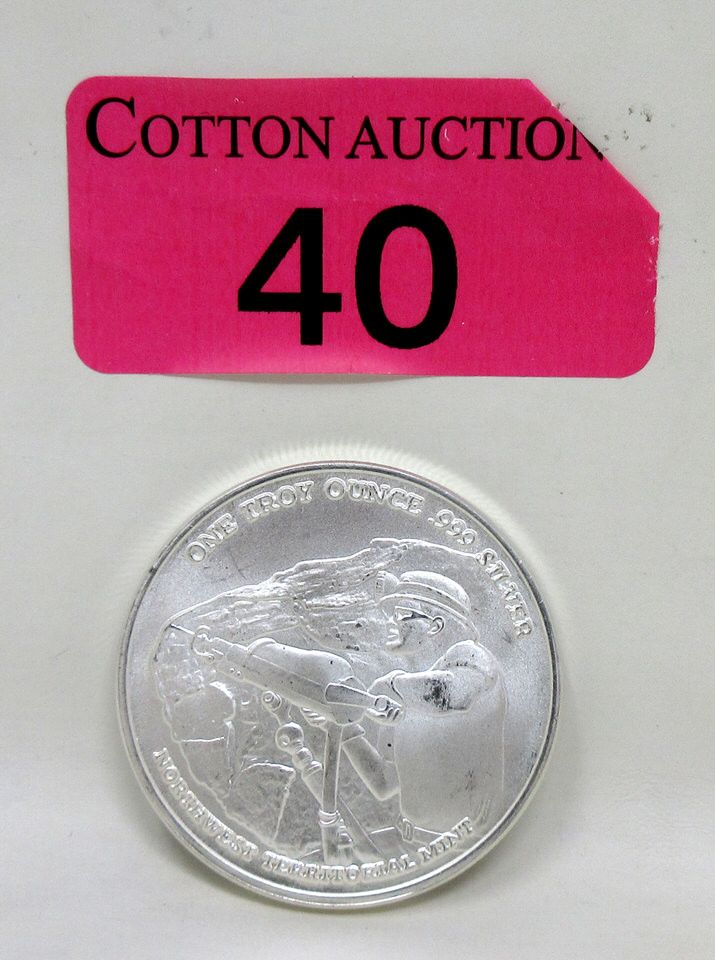 COTTON AUCTION
40
ONE TROY OUNCE .999 SILVER
NORTHWEST TERRITORIAL MINT